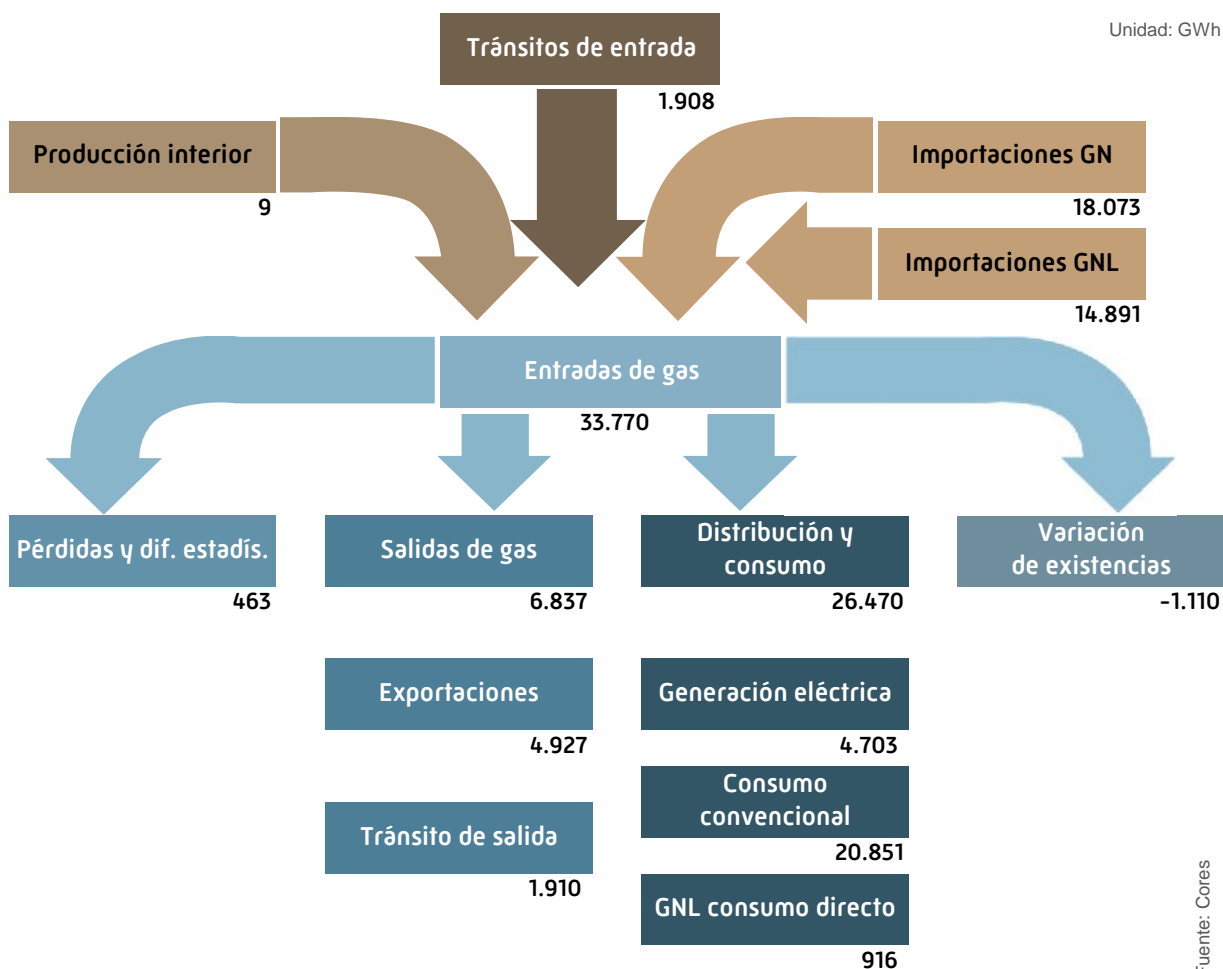 Unidad: GWh
Tránsitos de entrada
1.908
Producción interior
9
Importaciones GN
18.073
Importaciones GNL
14.891
Entradas de gas
33.770
Pérdidas y dif. estadís.
463
Salidas de gas
6.837
Distribución y
consumo
26.470
Variación
de existencias
-1.110
Exportaciones
4.927
Generación eléctrica
4.703
Consumo
convencional
20.851
Tránsito de salida
1.910
GNL consumo directo
916
Fuente: Cores